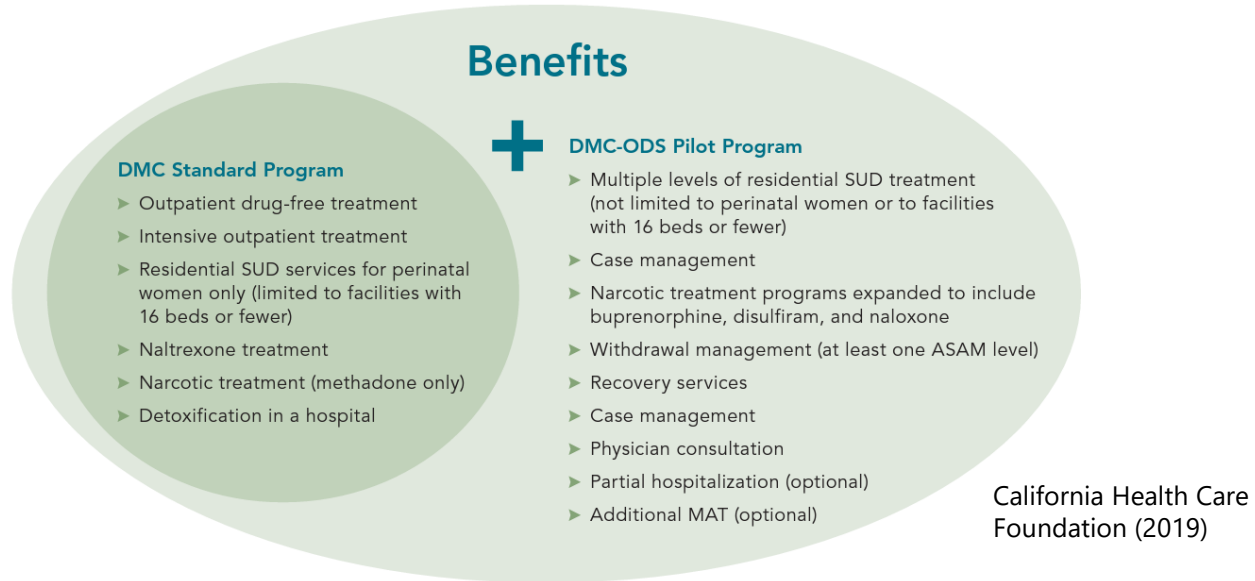 Benefits
DMC Standard Program
➤ Outpatient drug-free treatment
➤ Intensive outpatient treatment
➤ Residential SUD services for perinatal
women only (limited to facilities with
16 beds or fewer)
➤ Naltrexone treatment
➤ Narcotic treatment (methadone only)
➤ Detoxification in a hospital
+
DMC-ODS Pilot Program
➤ Multiple levels of residential SUD treatment
(not limited to perinatal women or to facilities
with 16 beds or fewer)
➤ Case management
➤ Narcotic treatment programs expanded to include
buprenorphine, disulfiram, and naloxone
➤ Withdrawal management (at least one ASAM level)
➤ Recovery services
➤ Case management
➤ Physician consultation
➤ Partial hospitalization (optional)
➤ Additional MAT (optional)
California Health Care
Foundation (2019)